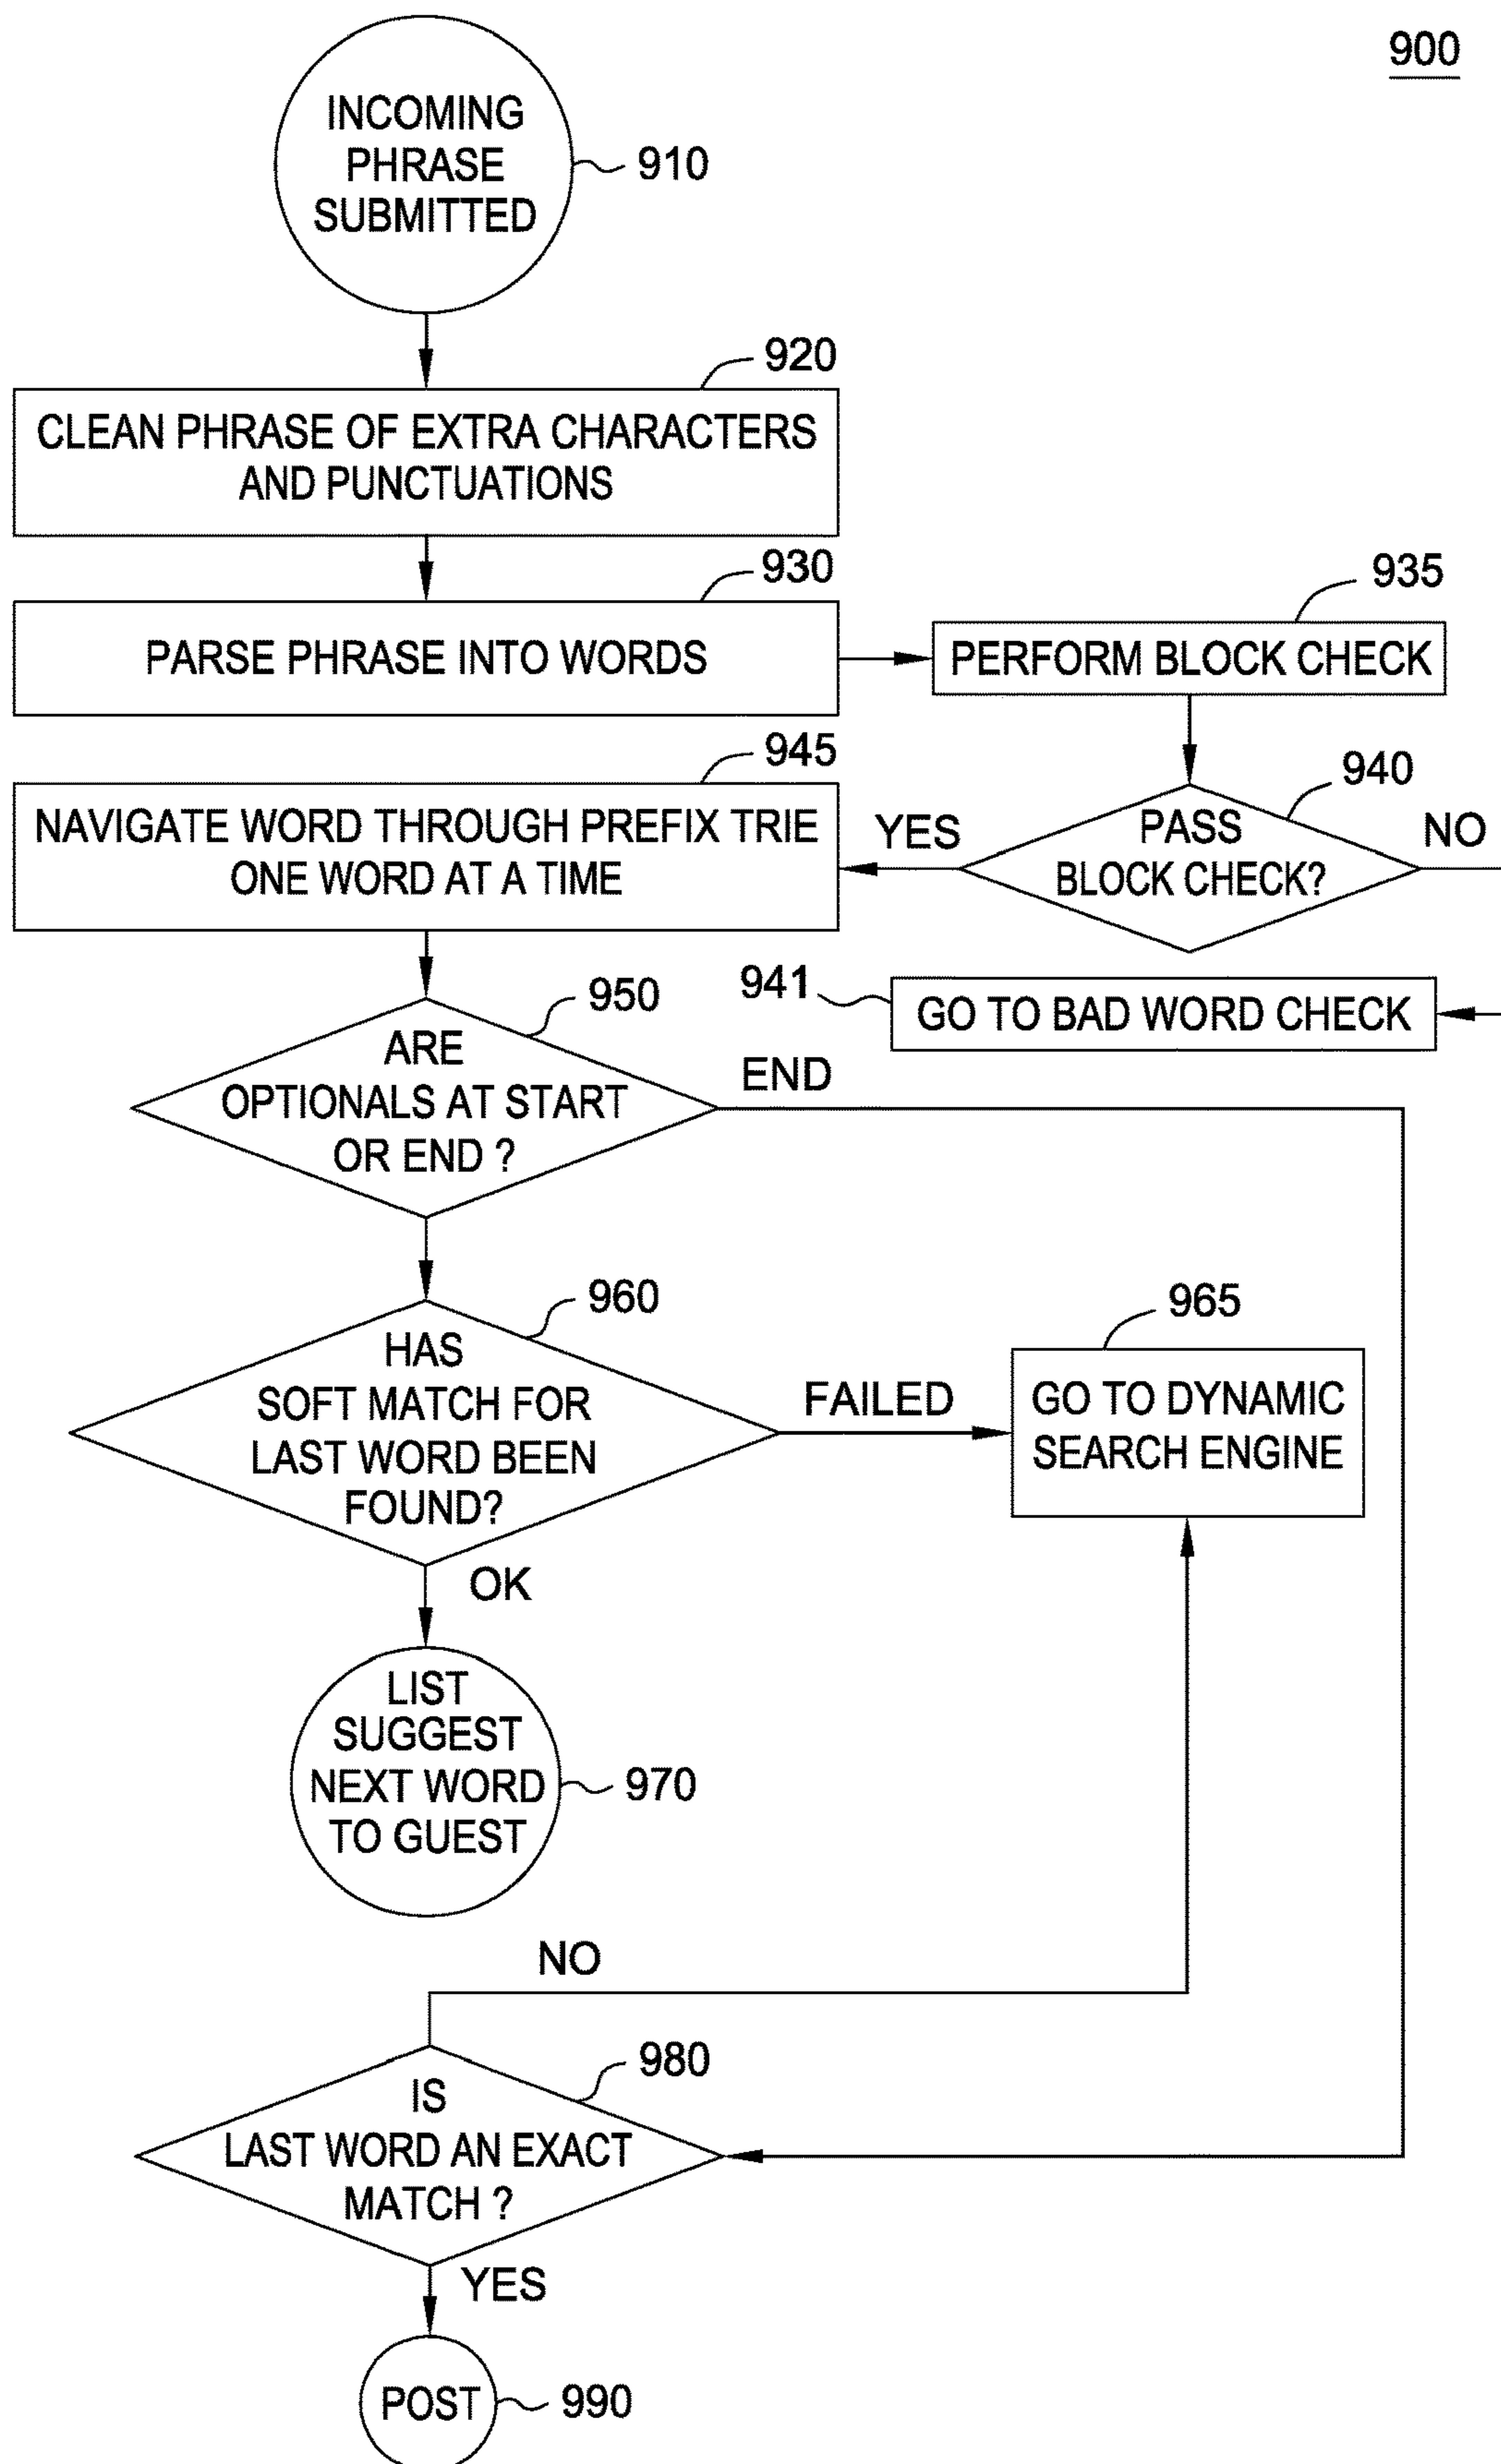 900
INCOMING
PHRASE
SUBMITTED
910
920
CLEAN PHRASE OF EXTRA CHARACTERS
AND PUNCTUATIONS
930
PARSE PHRASE INTO WORDS
935
PERFORM BLOCK CHECK
945
NAVIGATE WORD THROUGH PREFIX TRIE
ONE WORD AT A TIME
YES
940
PASS
BLOCK CHECK?
NO
941
GO TO BAD WORD CHECK
950
ARE
OPTIONALS AT START
OR END ?
END
960
HAS
SOFT MATCH FOR
LAST WORD BEEN
FOUND?
FAILED
965
GO TO DYNAMIC
SEARCH ENGINE
OK
LIST
SUGGEST
NEXT WORD
TO GUEST
970
NO
980
IS
LAST WORD AN EXACT
MATCH ?
YES
POST
990